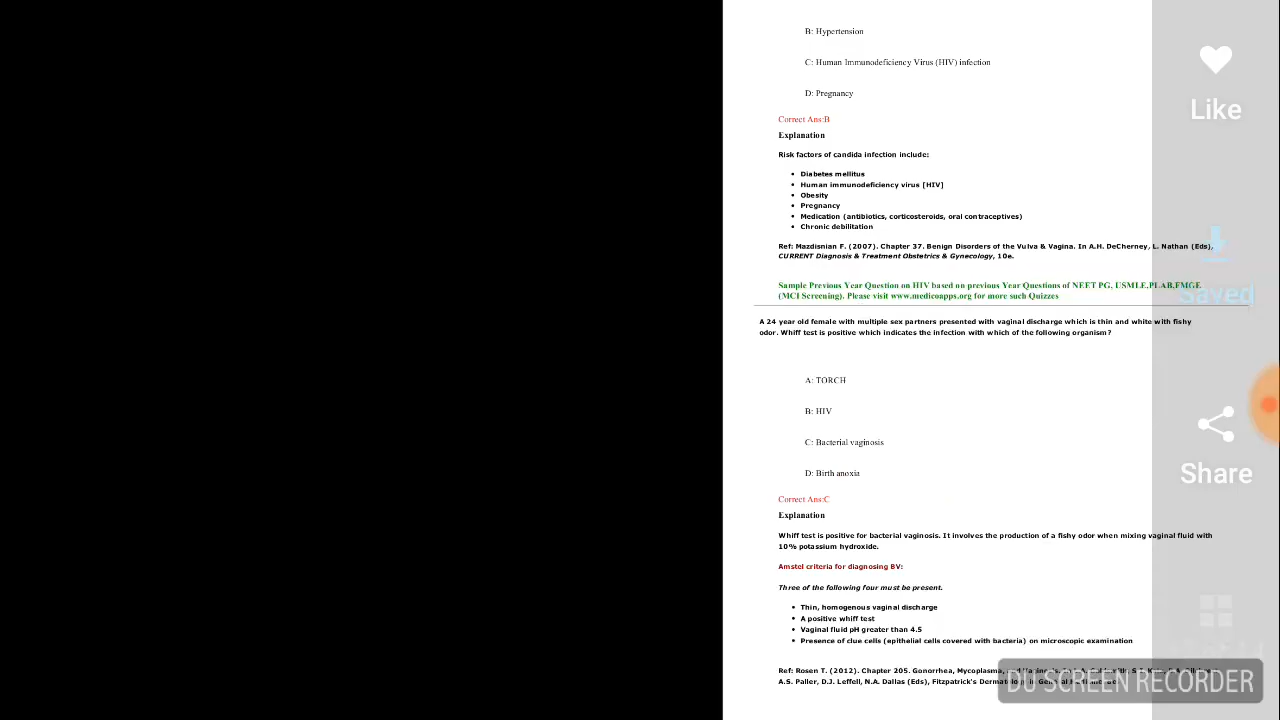 B: Hypertension
C: Human Immunodeficiency Virus (HIV) infection
D: Pregnancy
Correct Ans:B
Explanation
Risk factors of candida infection include:
• Diabetes mellitus
• Human immunodeficiency virus [HIV]
• Obesity
• Pregnancy
• Medication (antibiotics, corticosteroids, oral contraceptives)
• Chronic debilitation
Ref: Mazdisnian F. (2007). Chapter 37. Benign Disorders of the Vulva & Vagina. In A.H. DeCherney, L. Nathan (Eds),
CURRENT Diagnosis & Treatment Obstetrics & Gynecology, 10e.
Sample Previous Year Question on HIV based on previous Year Questions of NEET PG, USMLE,PLAB,FMGE
(MCI Screening). Please visit www.medicoapps.org for more such Quizzes
A 24 year old female with multiple sex partners presented with vaginal discharge which is thin and white with fishy
odor. Whiff test is positive which indicates the infection with which of the following organism?
A: TORCH
B: HIV
C: Bacterial vaginosis
D: Birth anoxia
Correct Ans:C
Explanation
Whiff test is positive for bacterial vaginosis. It involves the production of a fishy odor when mixing vaginal fluid with
10% potassium hydroxide.
Amstel criteria for diagnosing BV:
Three of the following four must be present.
• Thin, homogenous vaginal discharge
• A positive whiff test
• Vaginal fluid pH greater than 4.5
• Presence of clue cells (epithelial cells covered with bacteria) on microscopic examination
Ref: Rosen T. (2012). Chapter 205. Gonorrhea, Mycoplasma,
A.S. Paller, D.J. Leffell, N.A. Dallas (Eds), Fitzpatrick's
Like
Saved
Share
DU SCREEN RECORDER